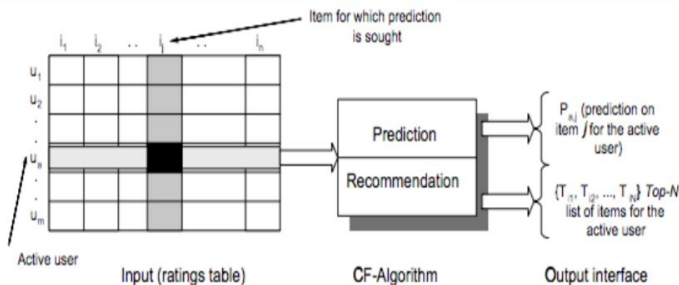 Item for which prediction
is sought
i1 i2 . . ij . . in
u1
u2
.
.
ua
.
.
um
Active user
Input (ratings table)
Prediction
Recommendation
CF-Algorithm
Pa,j (prediction on
item j for the active
user)
{Ti1, Ti2, ..., TiN} Top-N
list of items for the
active user
Output interface